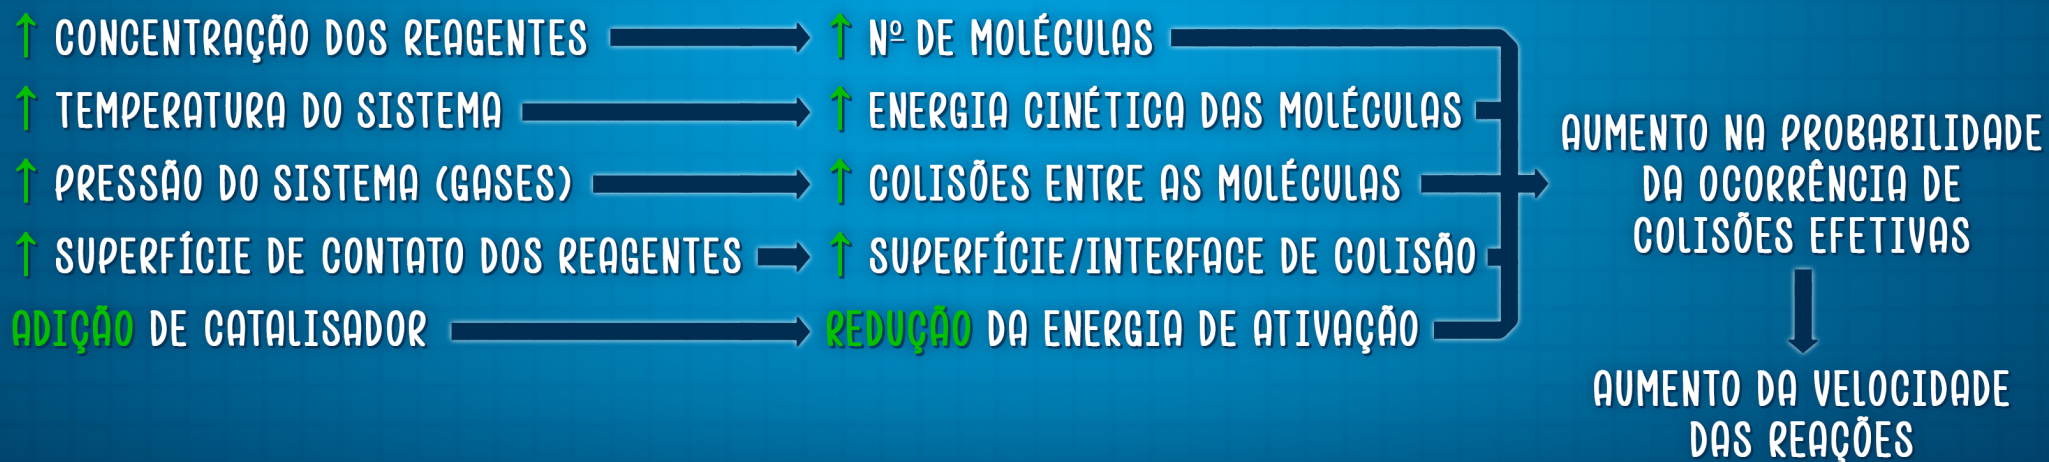 ↑ CONCENTRAÇÃO DOS REAGENTES
↑ Nº DE MOLÉCULAS
↑ TEMPERATURA DO SISTEMA
↑ ENERGIA CINÉTICA DAS MOLÉCULAS
↑ PRESSÃO DO SISTEMA (GASES)
↑ COLISÕES ENTRE AS MOLÉCULAS
↑ SUPERFÍCIE DE CONTATO DOS REAGENTES
↑ SUPERFÍCIE/INTERFACE DE COLISÃO
ADIÇÃO DE CATALISADOR
REDUÇÃO DA ENERGIA DE ATIVAÇÃO
AUMENTO NA PROBABILIDADE
DA OCORRÊNCIA DE
COLISÕES EFETIVAS
AUMENTO DA VELOCIDADE
DAS REAÇÕES